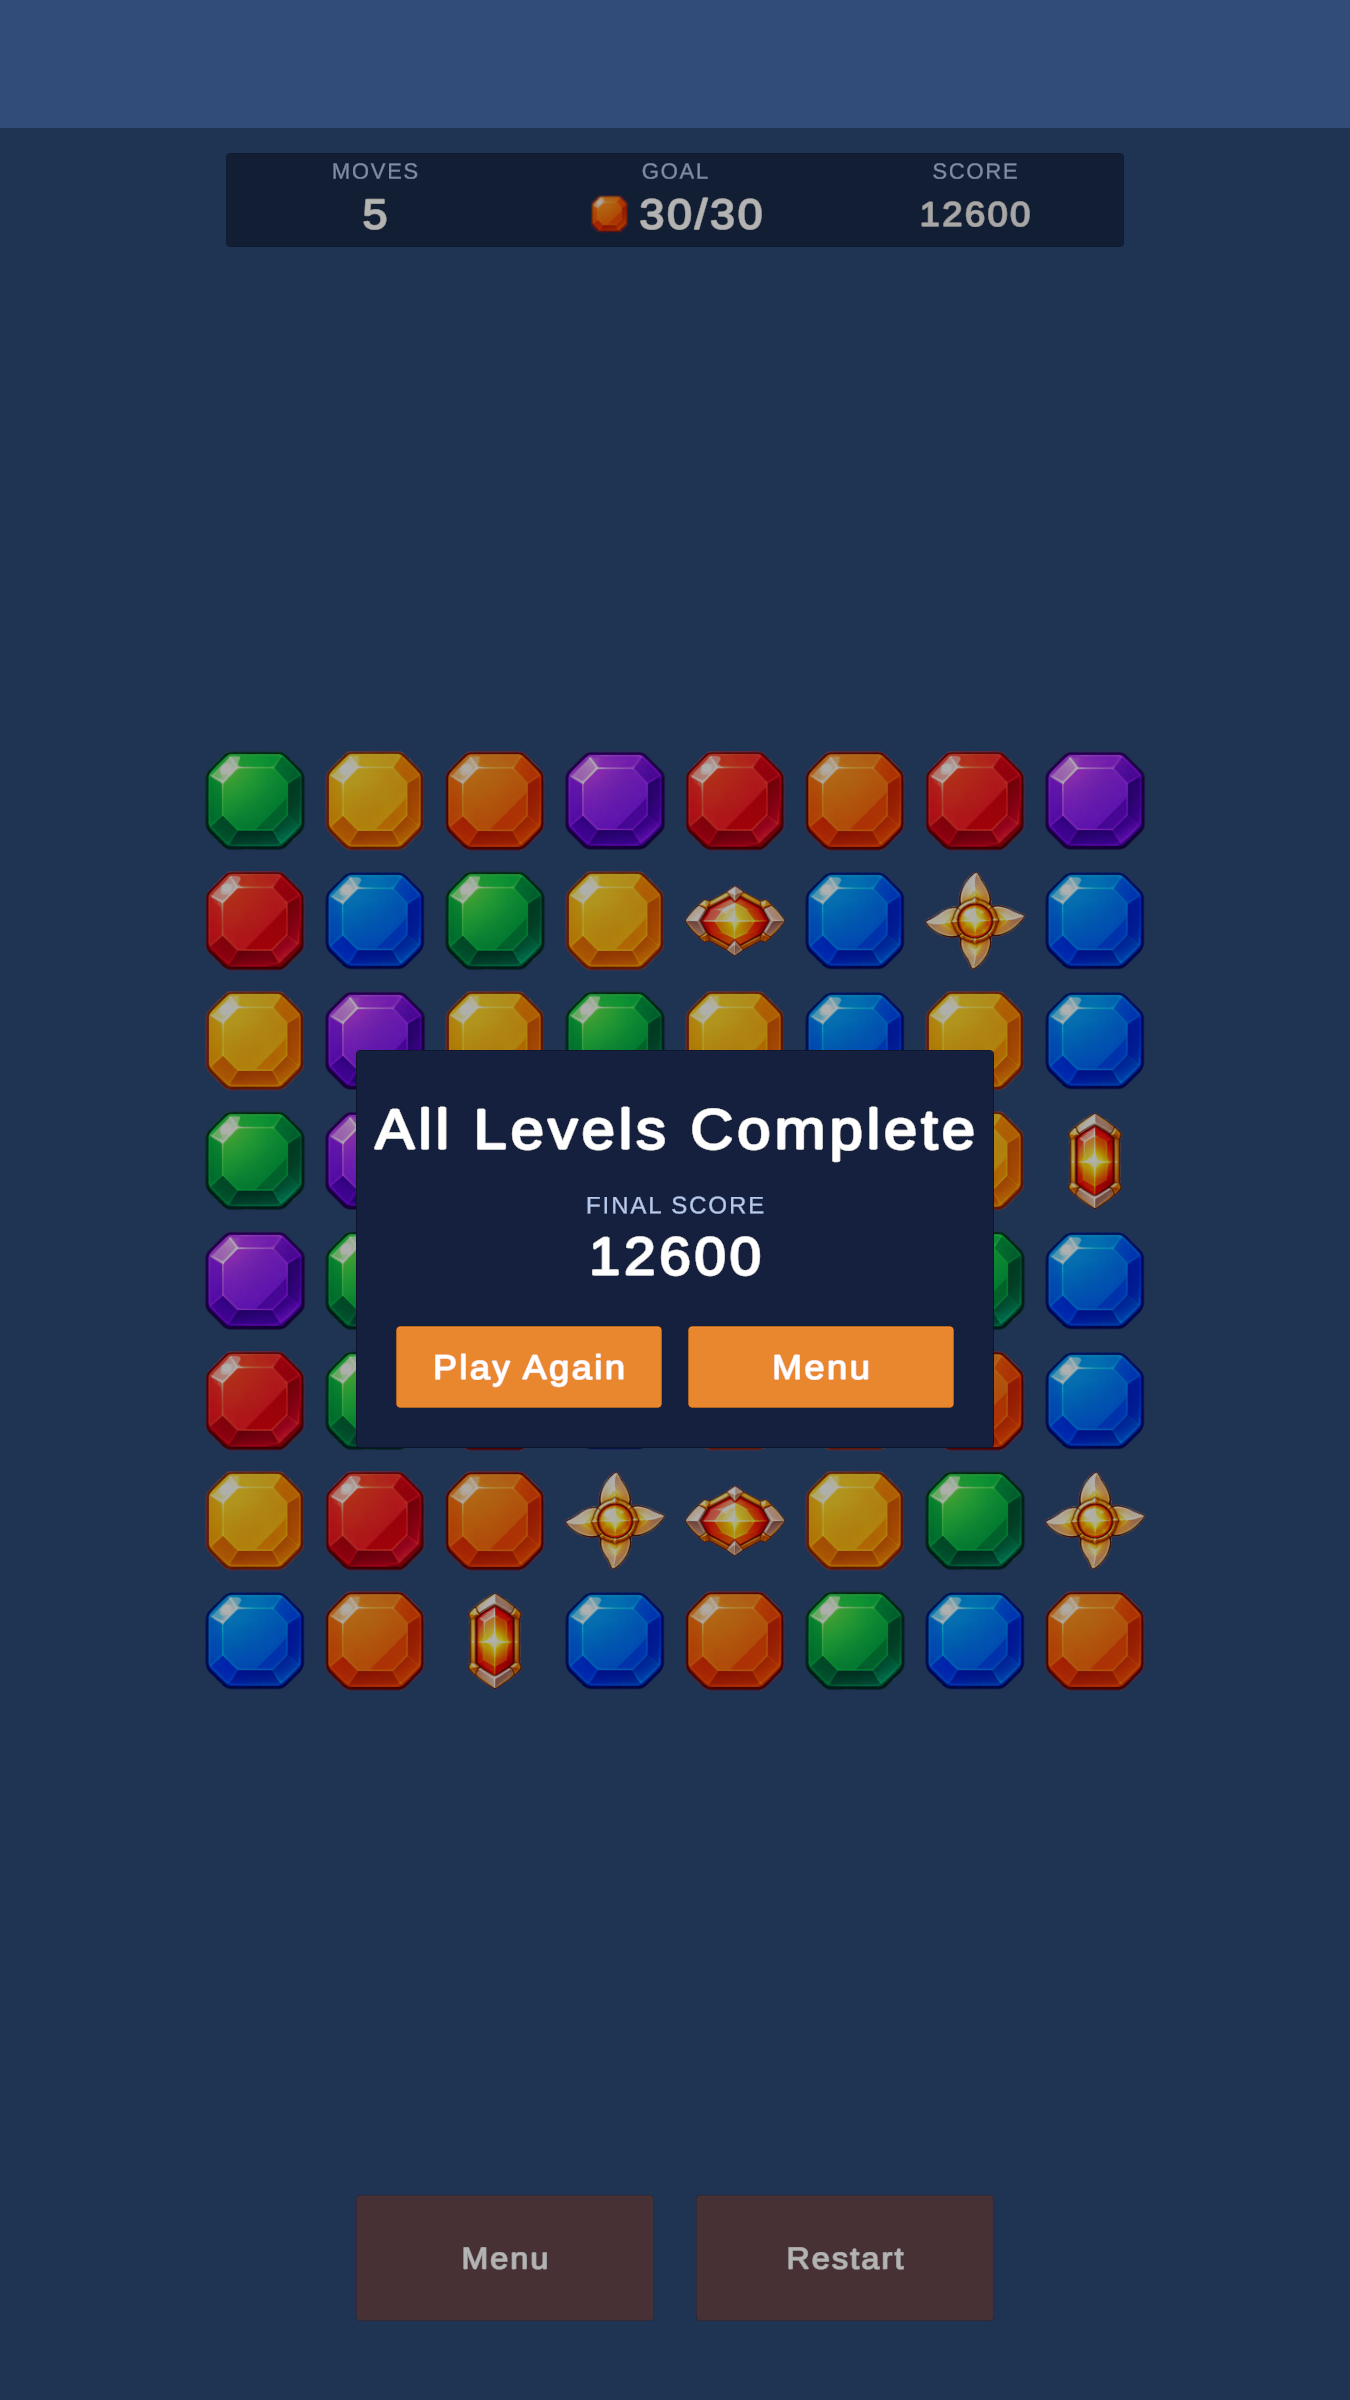 MOVES GOAL SCORE
5 30/30 12600
All Levels Complete
FINAL SCORE
12600
Play Again Menu
Menu Restart